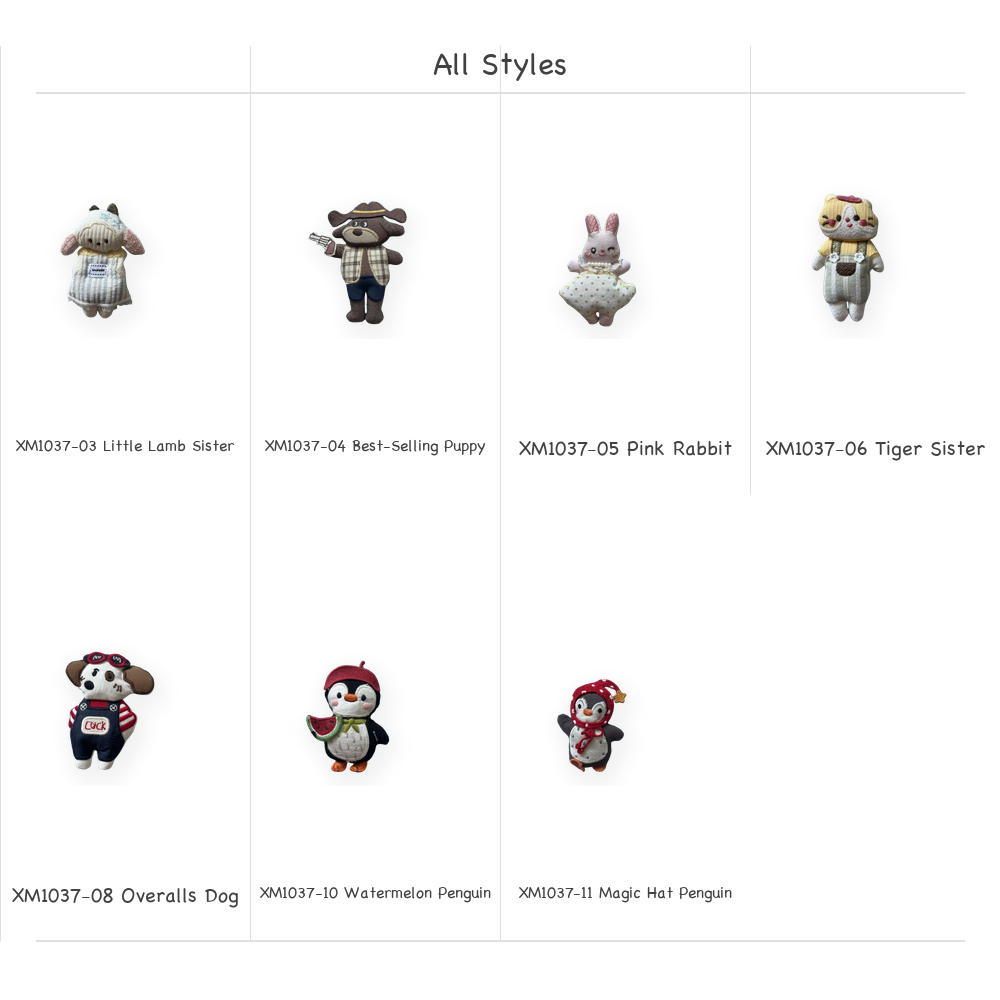 All Styles
XM1037-03 Little Lamb Sister
XM1037-04 Best-Selling Puppy
XM1037-05 Pink Rabbit
XM1037-06 Tiger Sister
XM1037-08 Overalls Dog
XM1037-10 Watermelon Penguin
XM1037-11 Magic Hat Penguin